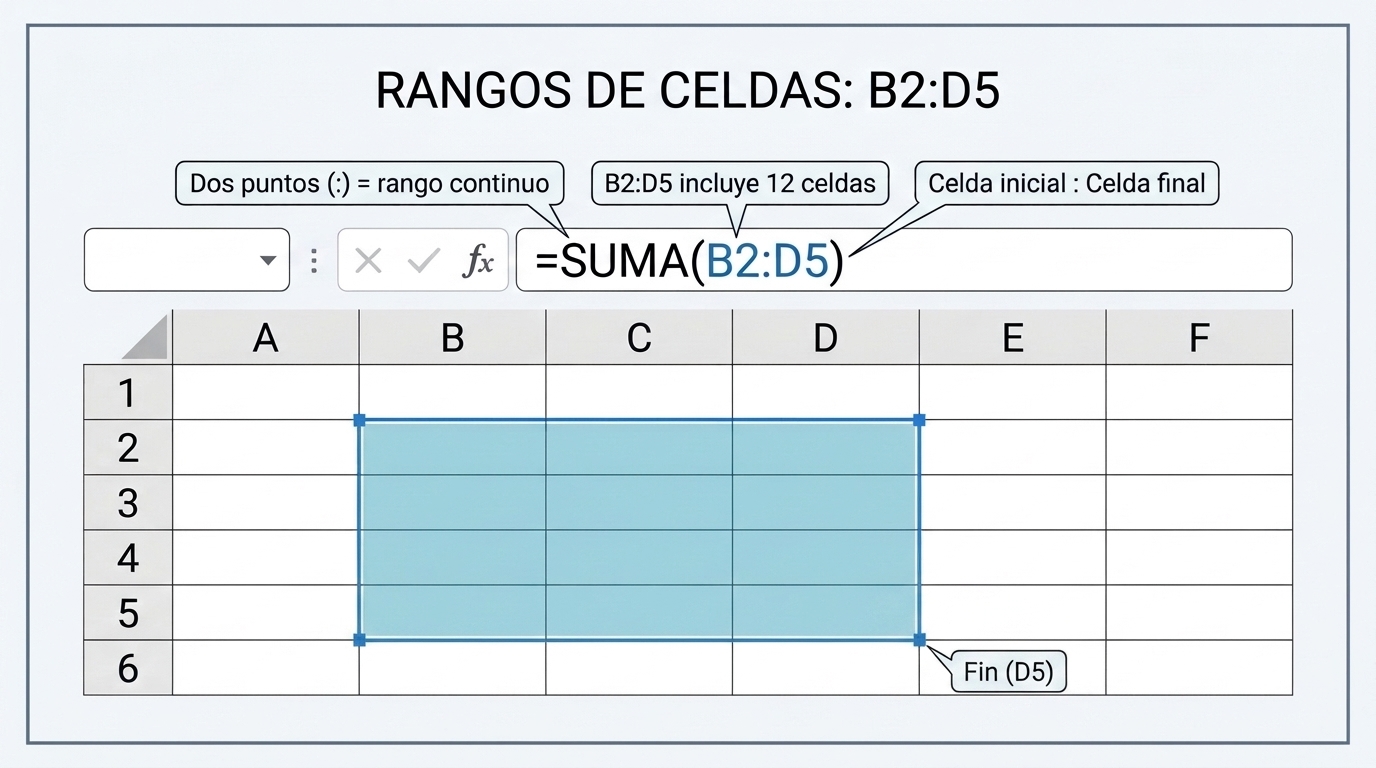 RANGOS DE CELDAS: B2:D5
Dos puntos (:) = rango continuo
B2:D5 incluye 12 celdas
Celda inicial : Celda final
fx
=SUMA(B2:D5)
A B C D E F
1
2
3
4
5
6
Fin (D5)